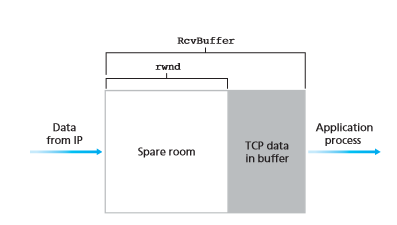 RcvBuffer
rwnd
Data
from IP
Spare room
TCP data
in buffer
Application
process